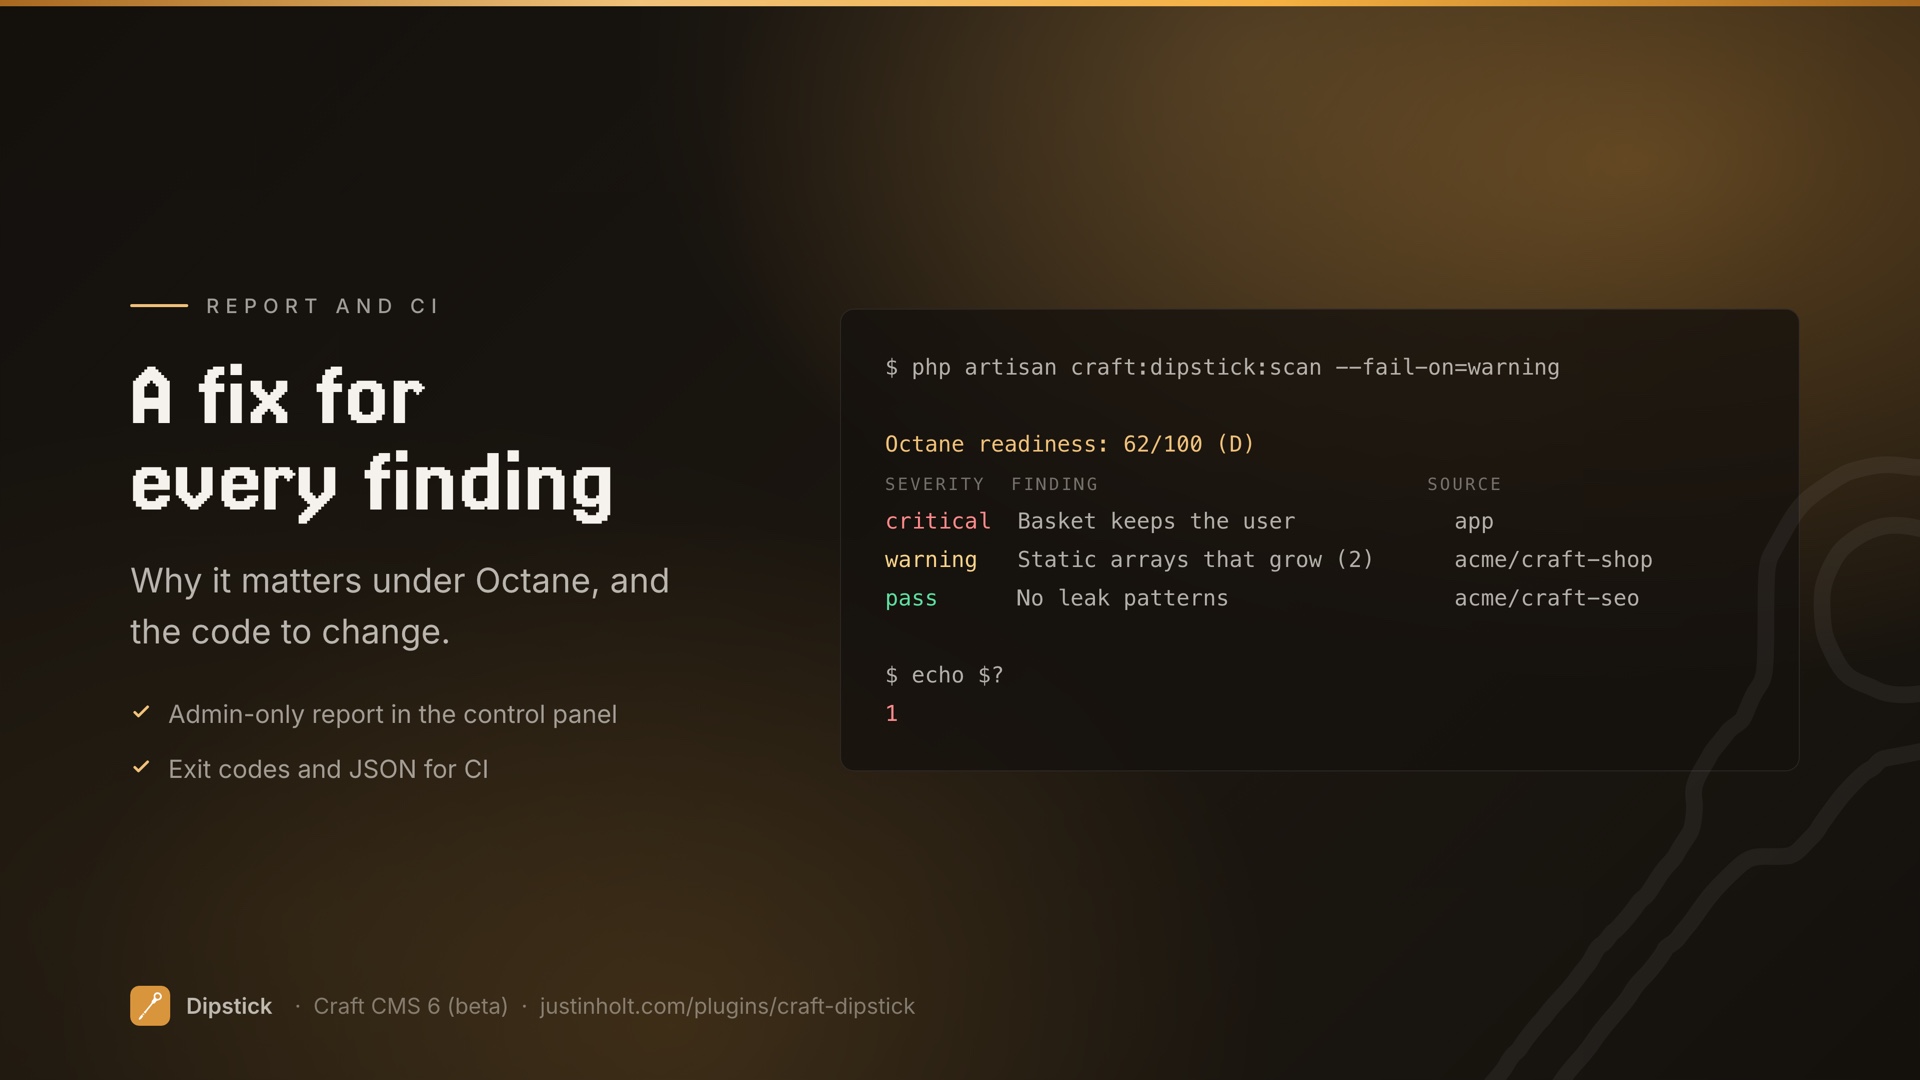 REPORT AND CI
A fix for
every finding
Why it matters under Octane, and
the code to change.
Admin-only report in the control panel
Exit codes and JSON for CI
$ php artisan craft:dipstick:scan --fail-on=warning
Octane readiness: 62/100 (D)
SEVERITY FINDING SOURCE
critical Basket keeps the user app
warning Static arrays that grow (2) acme/craft-shop
pass No leak patterns acme/craft-seo
$ echo $?
1
Dipstick · Craft CMS 6 (beta) · justinholt.com/plugins/craft-dipstick